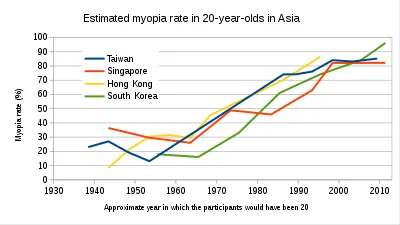 Estimated myopia rate in 20-year-olds in Asia
100
90
80
70
60
50
40
30
20
10
0
Myopia rate (%)
Taiwan
Singapore
Hong Kong
South Korea
1930 1940 1950 1960 1970 1980 1990 2000 2010
Approximate year in which the participants would have been 20